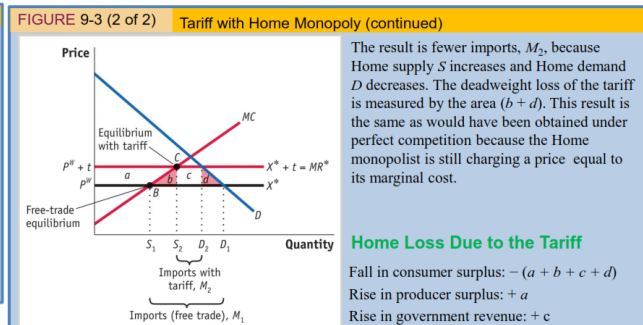 FIGURE 9-3 (2 of 2) Tariff with Home Monopoly (continued)
Price
MC
Equilibrium
with tariff
C
P^W + t
a
b
c
d
X* + t = MR*
P^W
B
X*
Free-trade
equilibrium
D
S₁ S₂ D₂ D₁
Quantity
Imports with
tariff, M₂
Imports (free trade), M₁
The result is fewer imports, M₂, because
Home supply S increases and Home demand
D decreases. The deadweight loss of the tariff
is measured by the area (b + d). This result is
the same as would have been obtained under
perfect competition because the Home
monopolist is still charging a price equal to
its marginal cost.
Home Loss Due to the Tariff
Fall in consumer surplus: − (a + b + c + d)
Rise in producer surplus: + a
Rise in government revenue: + c